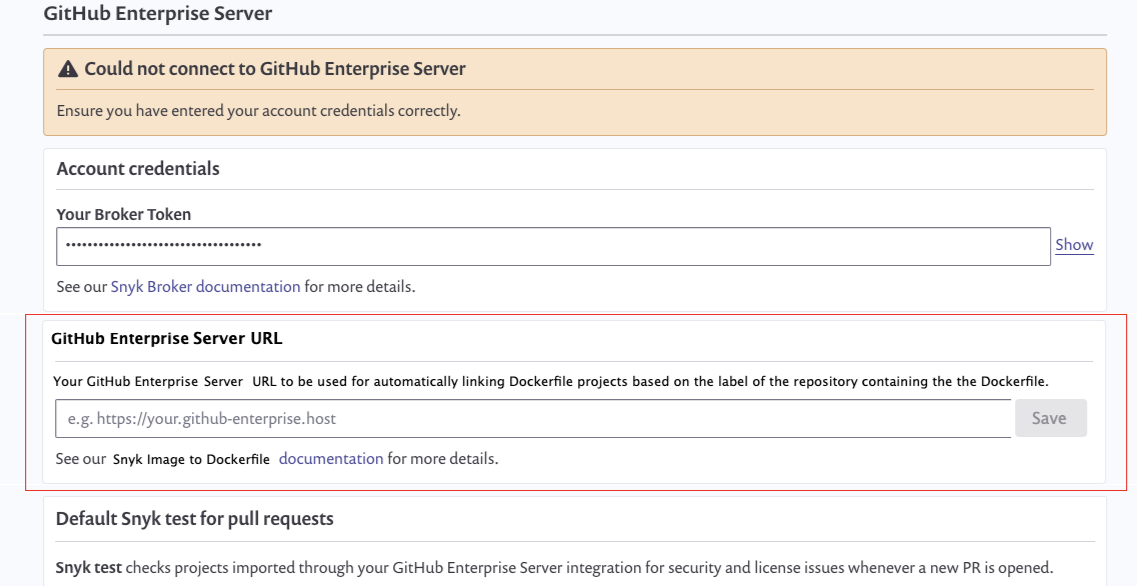 GitHub Enterprise Server
Could not connect to GitHub Enterprise Server
Ensure you have entered your account credentials correctly.
Account credentials
Your Broker Token
••••••••••••••••••••••••••••••••••••
Show
See our Snyk Broker documentation for more details.
GitHub Enterprise Server URL
Your GitHub Enterprise Server URL to be used for automatically linking Dockerfile projects based on the label of the repository containing the the Dockerfile.
e.g. https://your.github-enterprise.host
Save
See our Snyk Image to Dockerfile documentation for more details.
Default Snyk test for pull requests
Snyk test checks projects imported through your GitHub Enterprise Server integration for security and license issues whenever a new PR is opened.